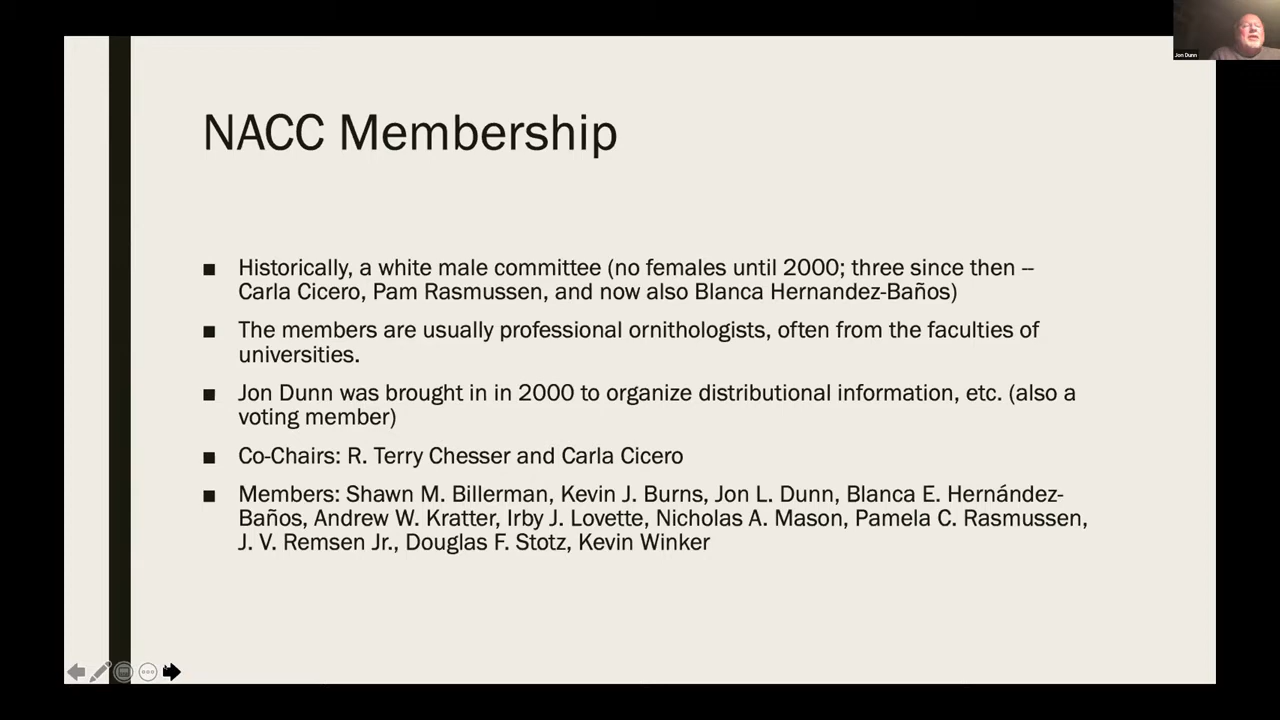 Jon Dunn
NACC Membership
■ Historically, a white male committee (no females until 2000; three since then --
Carla Cicero, Pam Rasmussen, and now also Blanca Hernandez-Baños)
■ The members are usually professional ornithologists, often from the faculties of
universities.
■ Jon Dunn was brought in in 2000 to organize distributional information, etc. (also a
voting member)
■ Co-Chairs: R. Terry Chesser and Carla Cicero
■ Members: Shawn M. Billerman, Kevin J. Burns, Jon L. Dunn, Blanca E. Hernández-
Baños, Andrew W. Kratter, Irby J. Lovette, Nicholas A. Mason, Pamela C. Rasmussen,
J. V. Remsen Jr., Douglas F. Stotz, Kevin Winker